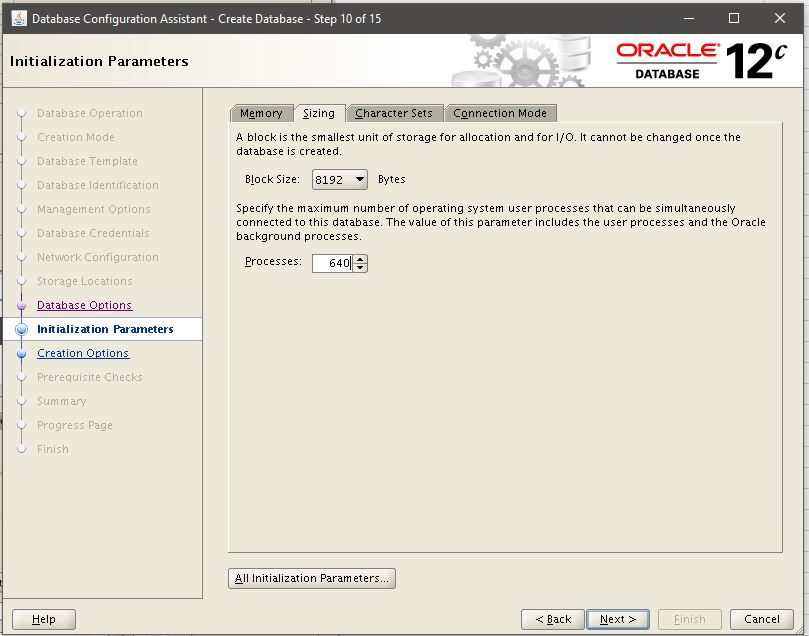 Database Configuration Assistant - Create Database - Step 10 of 15
Initialization Parameters
ORACLE
DATABASE
12c
Database Operation
Creation Mode
Database Template
Database Identification
Management Options
Database Credentials
Network Configuration
Storage Locations
Database Options
Initialization Parameters
Creation Options
Prerequisite Checks
Summary
Progress Page
Finish
Memory Sizing Character Sets Connection Mode
A block is the smallest unit of storage for allocation and for I/O. It cannot be changed once the
database is created.
Block Size: 8192 Bytes
Specify the maximum number of operating system user processes that can be simultaneously
connected to this database. The value of this parameter includes the user processes and the Oracle
background processes.
Processes: 640
All Initialization Parameters...
Help < Back Next > Finish Cancel